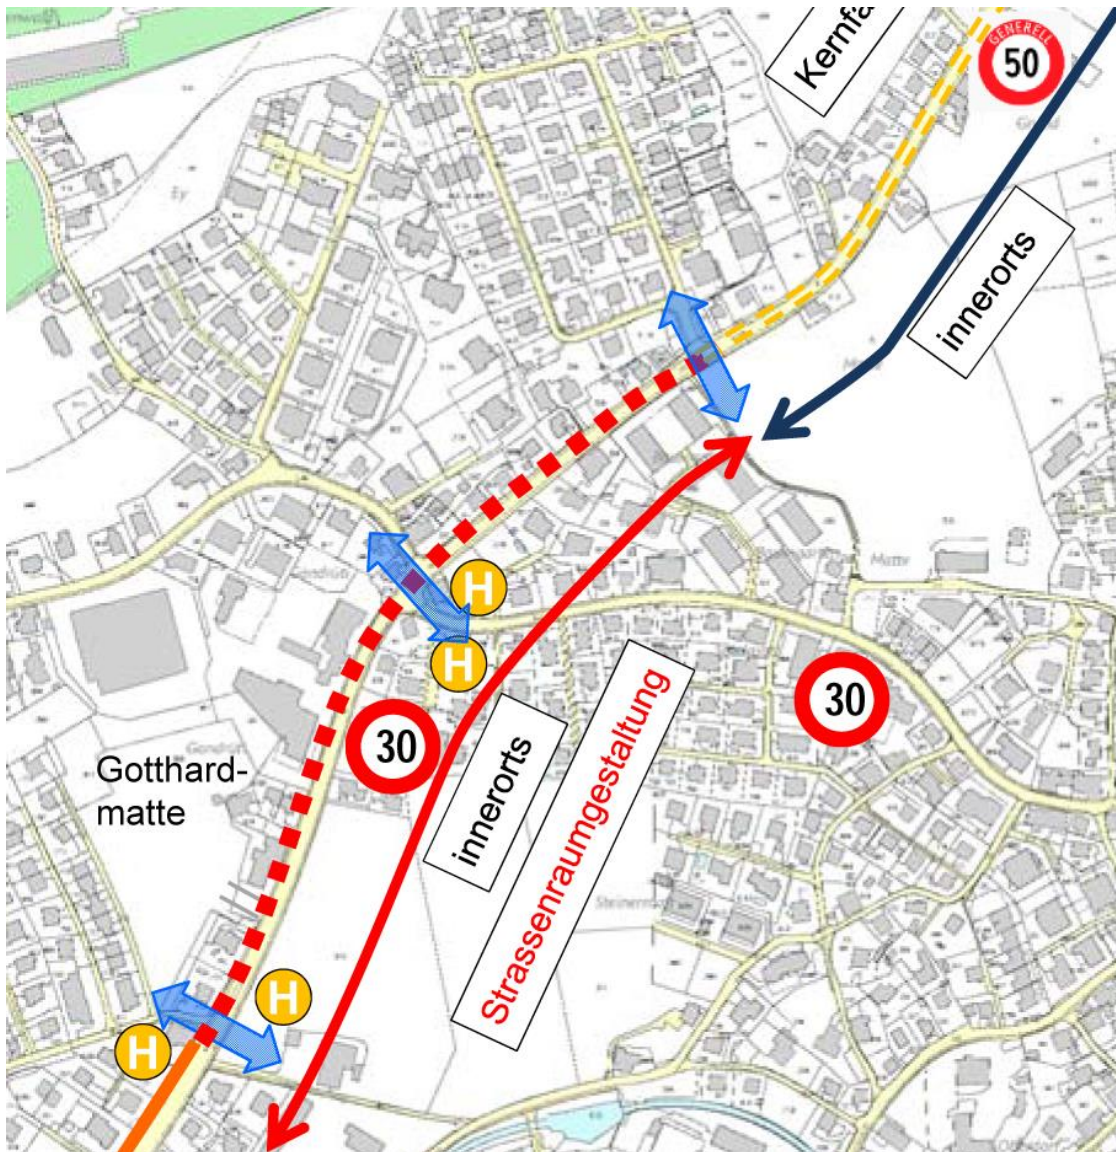 Kernfa
GENERELL
50
innerorts
H
H
30
30
innerorts
Strassenraumgestaltung
Gotthard-
matte
H
H